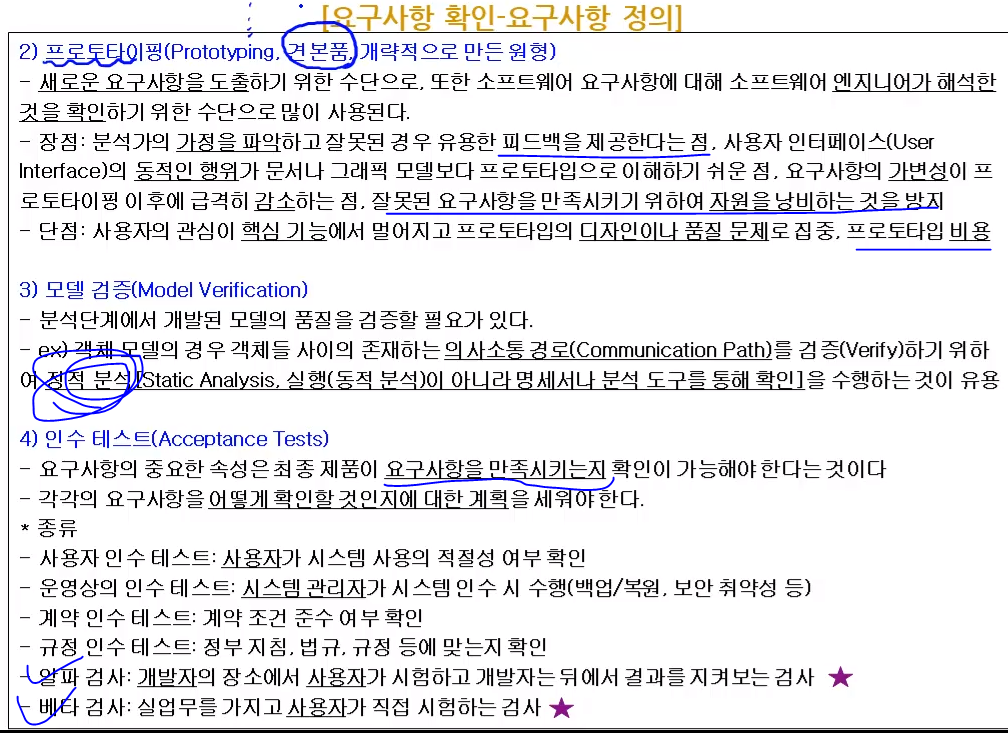 [요구사항 확인-요구사항 정의]
2) 프로토타이핑(Prototyping, 견본품, 개략적으로 만든 원형)
- 새로운 요구사항을 도출하기 위한 수단으로, 또한 소프트웨어 요구사항에 대해 소프트웨어 엔지니어가 해석한
것을 확인하기 위한 수단으로 많이 사용된다.
- 장점: 분석가의 가정을 파악하고 잘못된 경우 유용한 피드백을 제공한다는 점, 사용자 인터페이스(User
Interface)의 동적인 행위가 문서나 그래픽 모델보다 프로토타입으로 이해하기 쉬운 점, 요구사항의 가변성이 프
로토타이핑 이후에 급격히 감소하는 점, 잘못된 요구사항을 만족시키기 위하여 자원을 낭비하는 것을 방지
- 단점: 사용자의 관심이 핵심 기능에서 멀어지고 프로토타입의 디자인이나 품질 문제로 집중, 프로토타입 비용
3) 모델 검증(Model Verification)
- 분석단계에서 개발된 모델의 품질을 검증할 필요가 있다.
- ex) 객체 모델의 경우 객체들 사이의 존재하는 의사소통 경로(Communication Path)를 검증(Verify)하기 위하
여 정적 분석[Static Analysis, 실행(동적 분석)이 아니라 명세서나 분석 도구를 통해 확인]을 수행하는 것이 유용
4) 인수 테스트(Acceptance Tests)
- 요구사항의 중요한 속성은 최종 제품이 요구사항을 만족시키는지 확인이 가능해야 한다는 것이다
- 각각의 요구사항을 어떻게 확인할 것인지에 대한 계획을 세워야 한다.
* 종류
- 사용자 인수 테스트: 사용자가 시스템 사용의 적절성 여부 확인
- 운영상의 인수 테스트: 시스템 관리자가 시스템 인수 시 수행(백업/복원, 보안 취약성 등)
- 계약 인수 테스트: 계약 조건 준수 여부 확인
- 규정 인수 테스트: 정부 지침, 법규, 규정 등에 맞는지 확인
- 알파 검사: 개발자의 장소에서 사용자가 시험하고 개발자는 뒤에서 결과를 지켜보는 검사 ★
- 베타 검사: 실업무를 가지고 사용자가 직접 시험하는 검사 ★